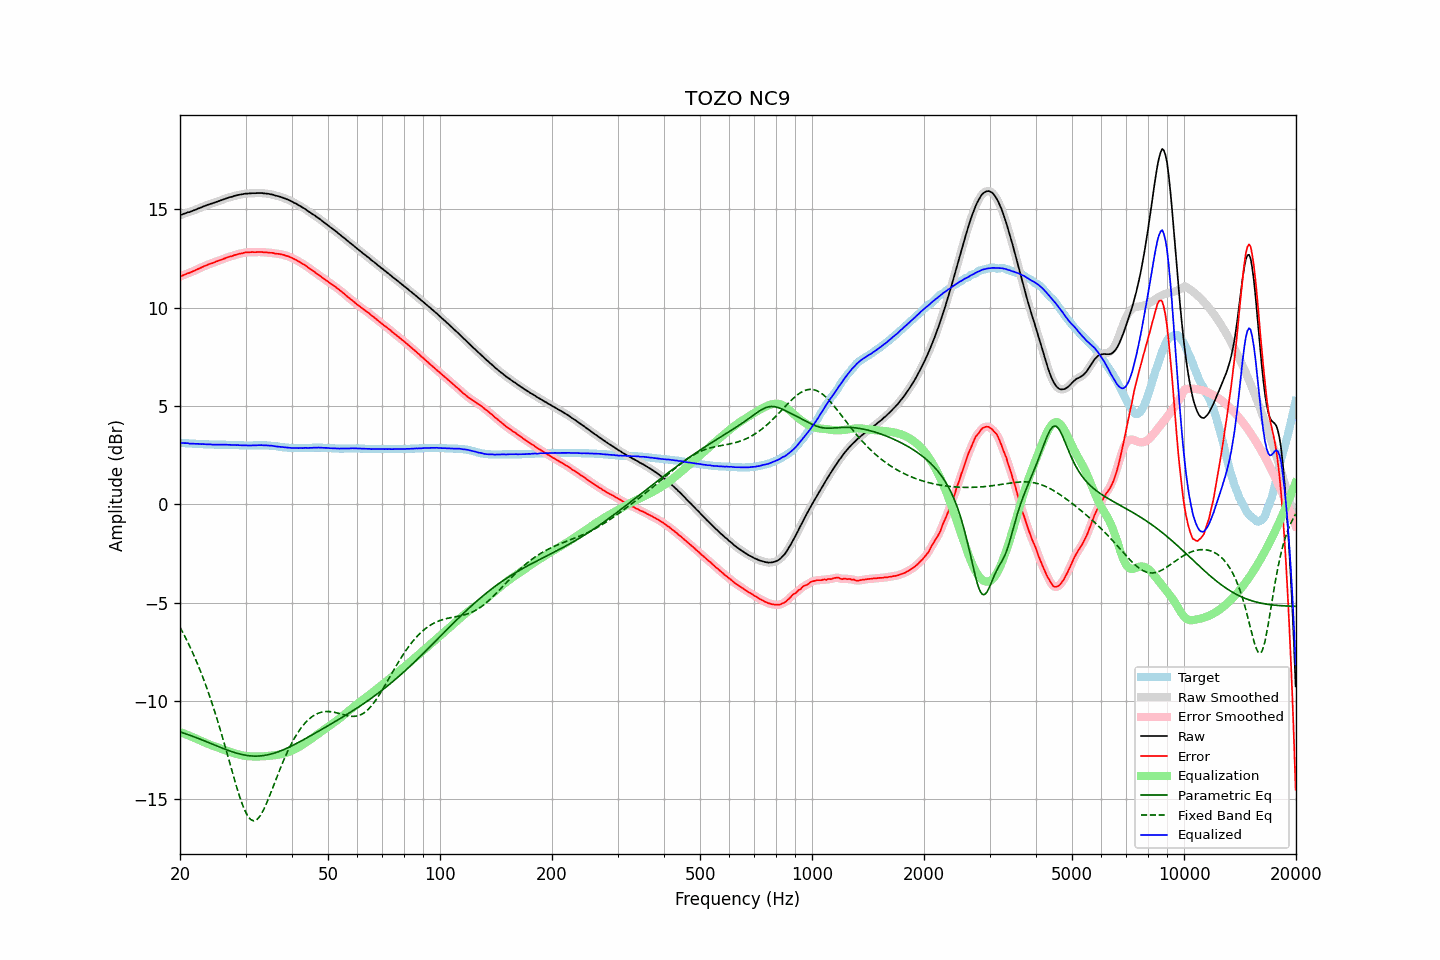 TOZO NC9
Amplitude (dBr)
15
10
5
0
−5
−10
−15
20
50
100
200
500
1000
2000
5000
10000
20000
Frequency (Hz)
Target
Raw Smoothed
Error Smoothed
Raw
Error
Equalization
Parametric Eq
Fixed Band Eq
Equalized